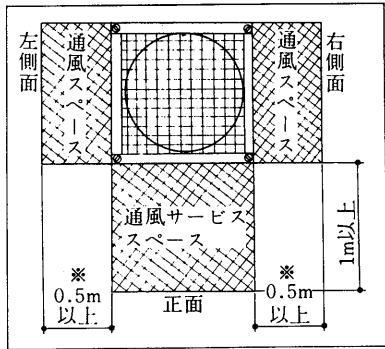 左側面
通風スペース
通風スペース
右側面
通風サービス
スペース
1m以上
※
0.5m
以上
正面
※
0.5m
以上